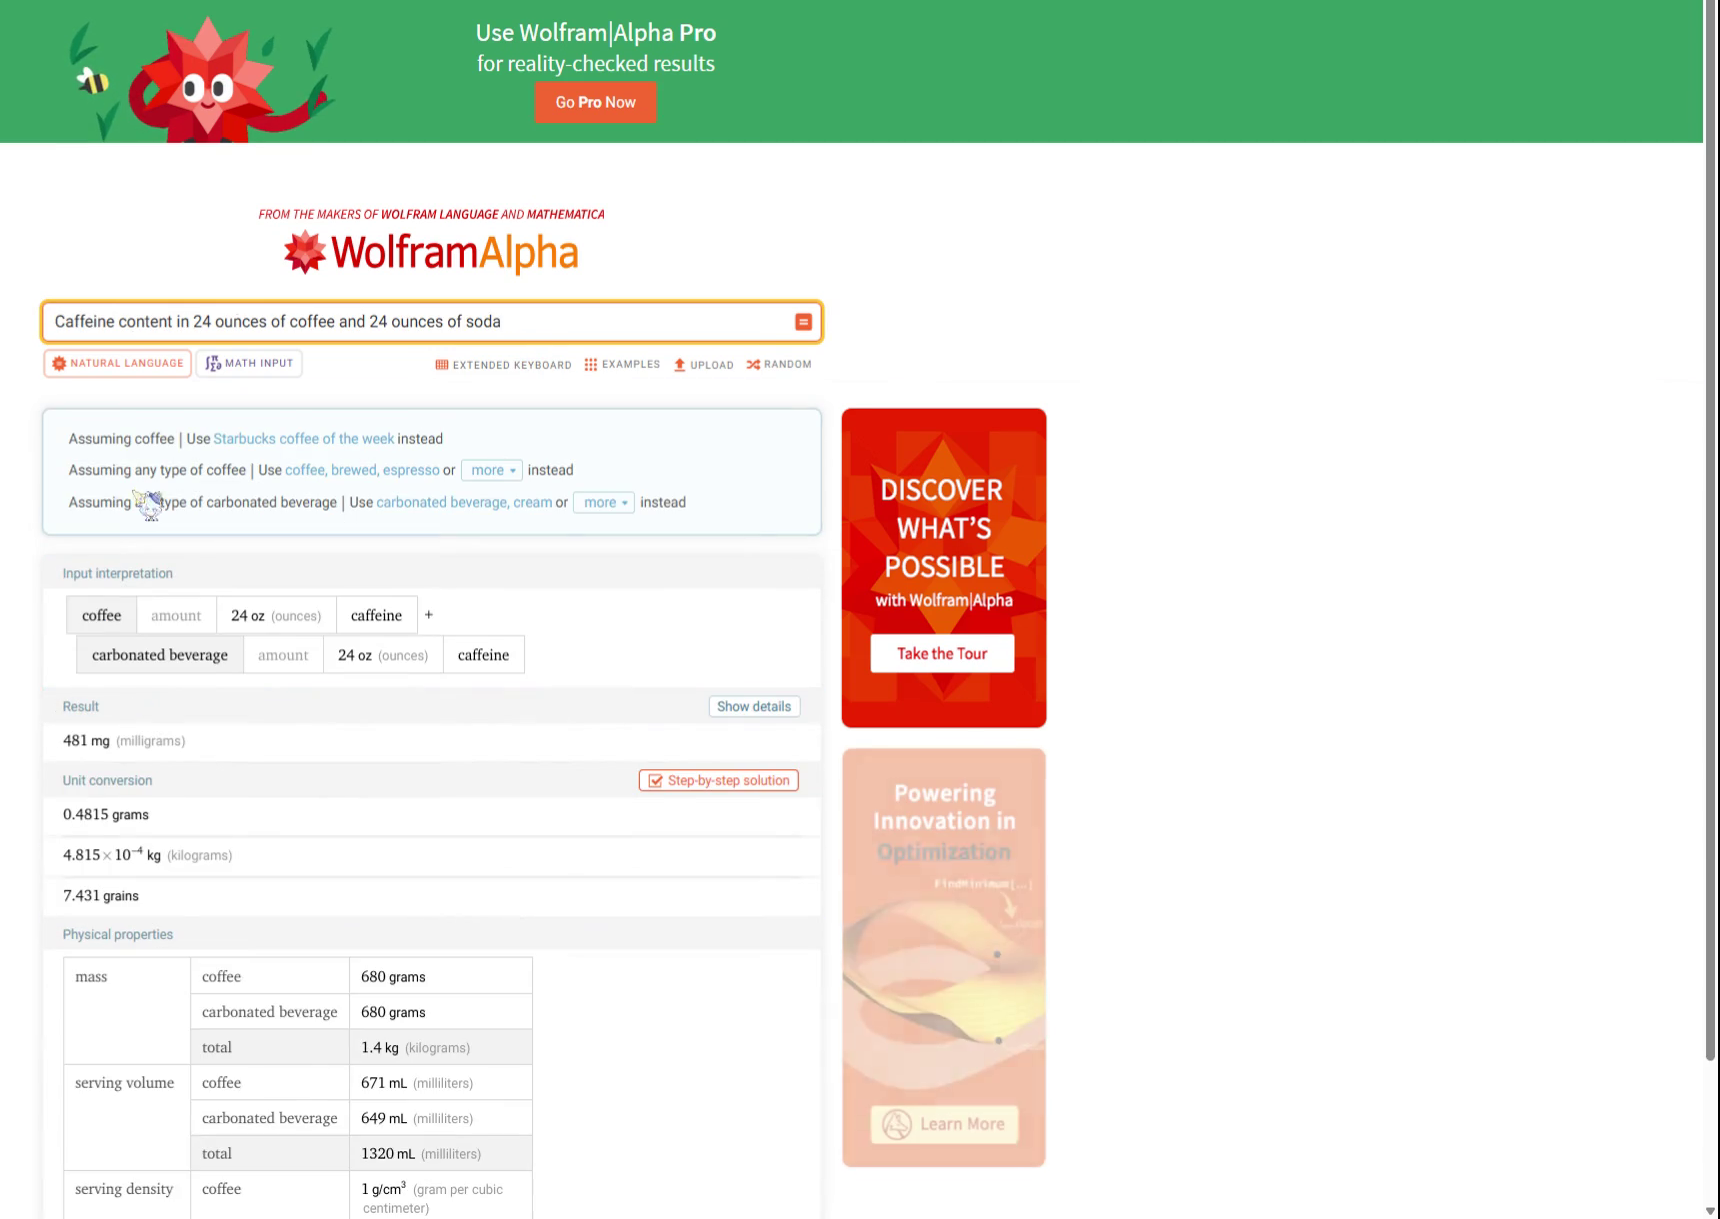 Use Wolfram|Alpha Pro
for reality-checked results
Go Pro Now
FROM THE MAKERS OF WOLFRAM LANGUAGE AND MATHEMATICA
WolframAlpha
Caffeine content in 24 ounces of coffee and 24 ounces of soda
NATURAL LANGUAGE MATH INPUT EXTENDED KEYBOARD EXAMPLES UPLOAD RANDOM
Assuming coffee | Use Starbucks coffee of the week instead
Assuming any type of coffee | Use coffee, brewed, espresso or more instead
Assuming type of carbonated beverage | Use carbonated beverage, cream or more instead
Input interpretation
coffee amount 24 oz (ounces) caffeine +
carbonated beverage amount 24 oz (ounces) caffeine
Result Show details
481 mg (milligrams)
Unit conversion Step-by-step solution
0.4815 grams
4.815×10⁻⁴ kg (kilograms)
7.431 grains
Physical properties
mass coffee 680 grams
carbonated beverage 680 grams
total 1.4 kg (kilograms)
serving volume coffee 671 mL (milliliters)
carbonated beverage 649 mL (milliliters)
total 1320 mL (milliliters)
serving density coffee 1 g/cm³ (gram per cubic
centimeter)
DISCOVER
WHAT'S
POSSIBLE
with Wolfram|Alpha
Take the Tour
Powering
Innovation in
Optimization
FindMinimum[...]
Learn More